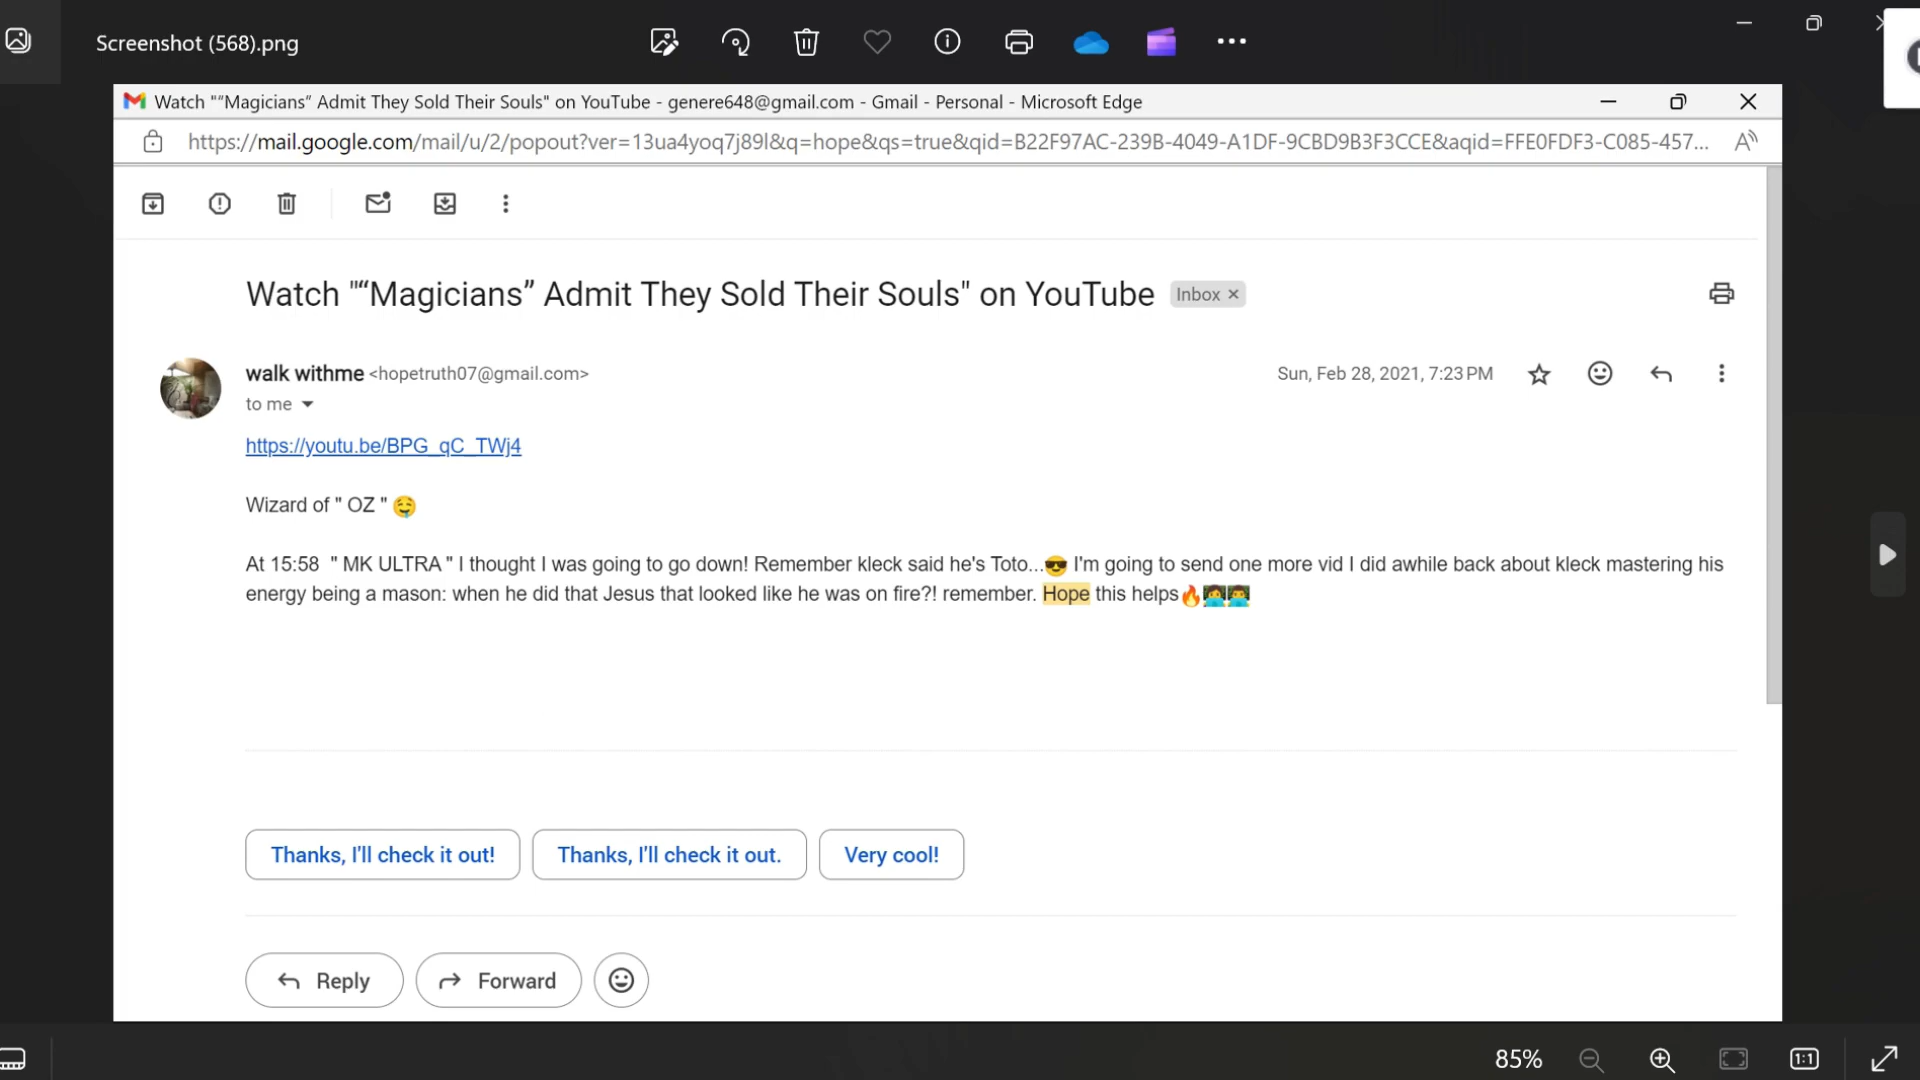 Screenshot (568).png
Watch "“Magicians” Admit They Sold Their Souls" on YouTube - genere648@gmail.com - Gmail - Personal - Microsoft Edge
https://mail.google.com/mail/u/2/popout?ver=13ua4yoq7j89l&q=hope&qs=true&qid=B22F97AC-239B-4049-A1DF-9CBD9B3F3CCE&aqid=FFE0FDF3-C085-457...
Watch "“Magicians” Admit They Sold Their Souls" on YouTube Inbox ×
walk withme <hopetruth07@gmail.com> Sun, Feb 28, 2021, 7:23 PM
to me
https://youtu.be/BPG_qC_TWj4
Wizard of " OZ " 🤤
At 15:58 " MK ULTRA " I thought I was going to go down! Remember kleck said he's Toto...😎 I'm going to send one more vid I did awhile back about kleck mastering his
energy being a mason: when he did that Jesus that looked like he was on fire?! remember. Hope this helps🔥👩‍💻👨‍💻
Thanks, I'll check it out! Thanks, I'll check it out. Very cool!
Reply Forward
85% 1:1